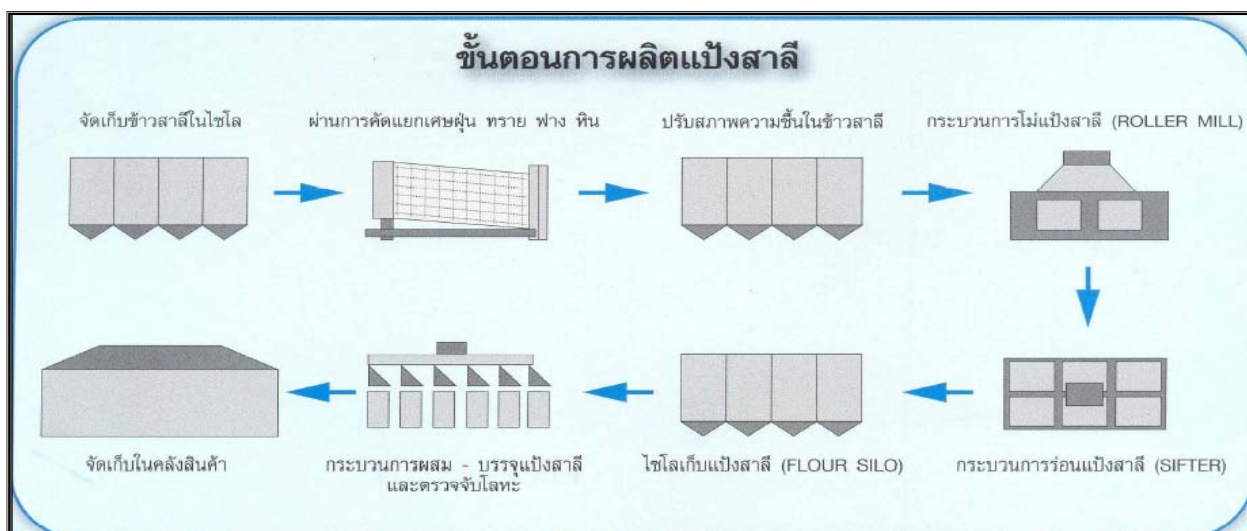 ขั้นตอนการผลิตแป้งสาลี
จัดเก็บข้าวสาลีในไซโล
ผ่านการคัดแยกเศษฝุ่น ทราย ฟาง หิน
ปรับสภาพความชื้นในข้าวสาลี
กระบวนการโม่แป้งสาลี (ROLLER MILL)
จัดเก็บในคลังสินค้า
กระบวนการผสม - บรรจุแป้งสาลี
และตรวจจับโลหะ
ไซโลเก็บแป้งสาลี (FLOUR SILO)
กระบวนการร่อนแป้งสาลี (SIFTER)